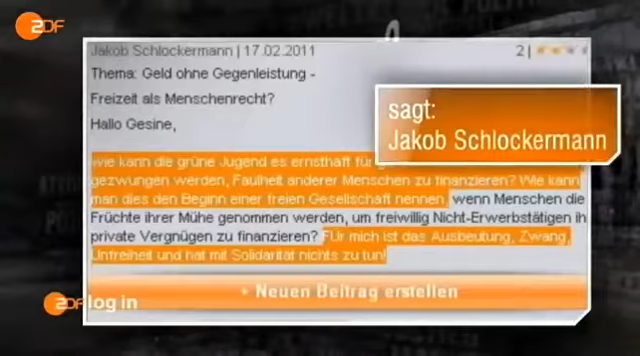 ZDF
Jakob Schlockermann | 17.02.2011 2 |
Thema: Geld ohne Gegenleistung -
Freizeit als Menschenrecht?
Hallo Gesine,
sagt:
Jakob Schlockermann
wie kann die grüne Jugend es ernsthaft für
gezwungen werden, Faulheit anderer Menschen zu finanzieren? Wie kann
man dies den Beginn einer freien Gesellschaft nennen, wenn Menschen die
Früchte ihrer Mühe genommen werden, um freiwillig Nicht-Erwerbstätigen ih
private Vergnügen zu finanzieren? Für mich ist das Ausbeutung, Zwang,
Unfreiheit und hat mit Solidarität nichts zu tun!
+ Neuen Beitrag erstellen
ZDF log in